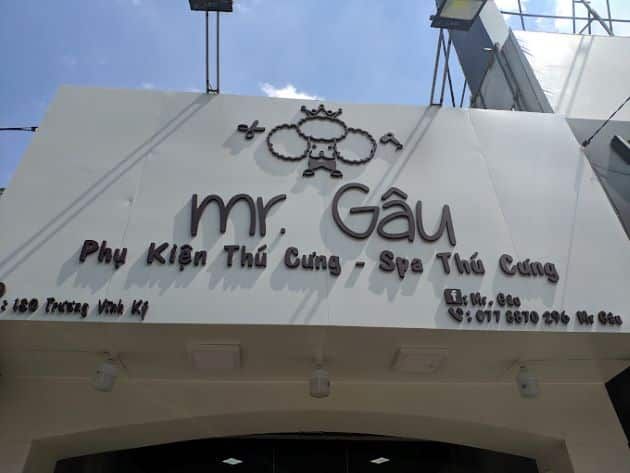 mr. Gâu
Phụ Kiện Thú Cưng - Spa Thú Cưng
: 180 Trương Vĩnh Ký
f : Mr. Gâu
: 077 8870 296 Mr Gâu